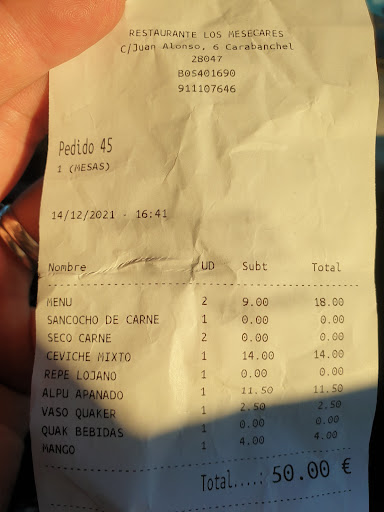 RESTAURANTE LOS MESECARES
C/Juan Alonso, 6 Carabanchel
28047
B05401690
911107646
Pedido 45
1 (MESAS)
14/12/2021 - 16:41
Nombre UD Subt Total
MENU 2 9.00 18.00
SANCOCHO DE CARNE 1 0.00 0.00
SECO CARNE 2 0.00 0.00
CEVICHE MIXTO 1 14.00 14.00
REPE LOJANO 1 0.00 0.00
ALPU APANADO 1 11.50 11.50
VASO QUAKER 1 2.50 2.50
QUAK BEBIDAS 1 0.00 0.00
MANGO 1 4.00 4.00
Total....: 50.00 €